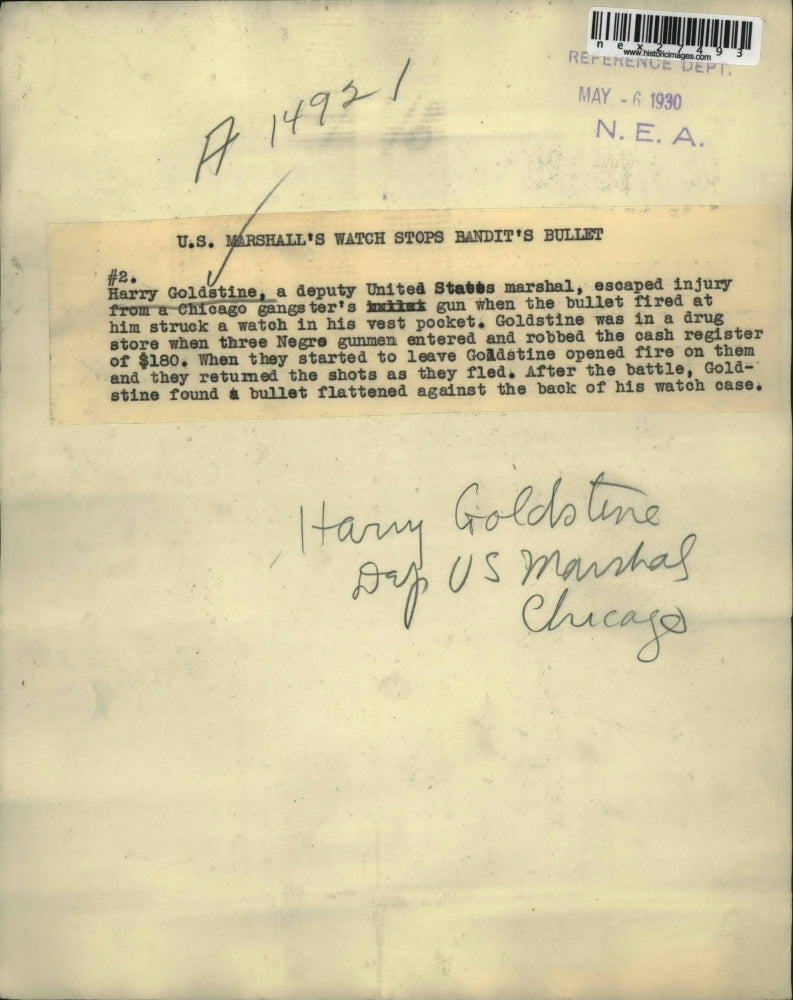 nex27493
www.historicimages.com
REFERENCE DEPT.
MAY - 6 1930
N. E. A.
A 14921
U.S. MARSHALL'S WATCH STOPS BANDIT'S BULLET
#2.
Harry Goldstine, a deputy United States marshal, escaped injury
from a Chicago gangster's gun when the bullet fired at
him struck a watch in his vest pocket. Goldstine was in a drug
store when three Negro gunmen entered and robbed the cash register
of $180. When they started to leave Goldstine opened fire on them
and they returned the shots as they fled. After the battle, Gold-
stine found a bullet flattened against the back of his watch case.
Harry Goldstine
Dep US Marshal
Chicago